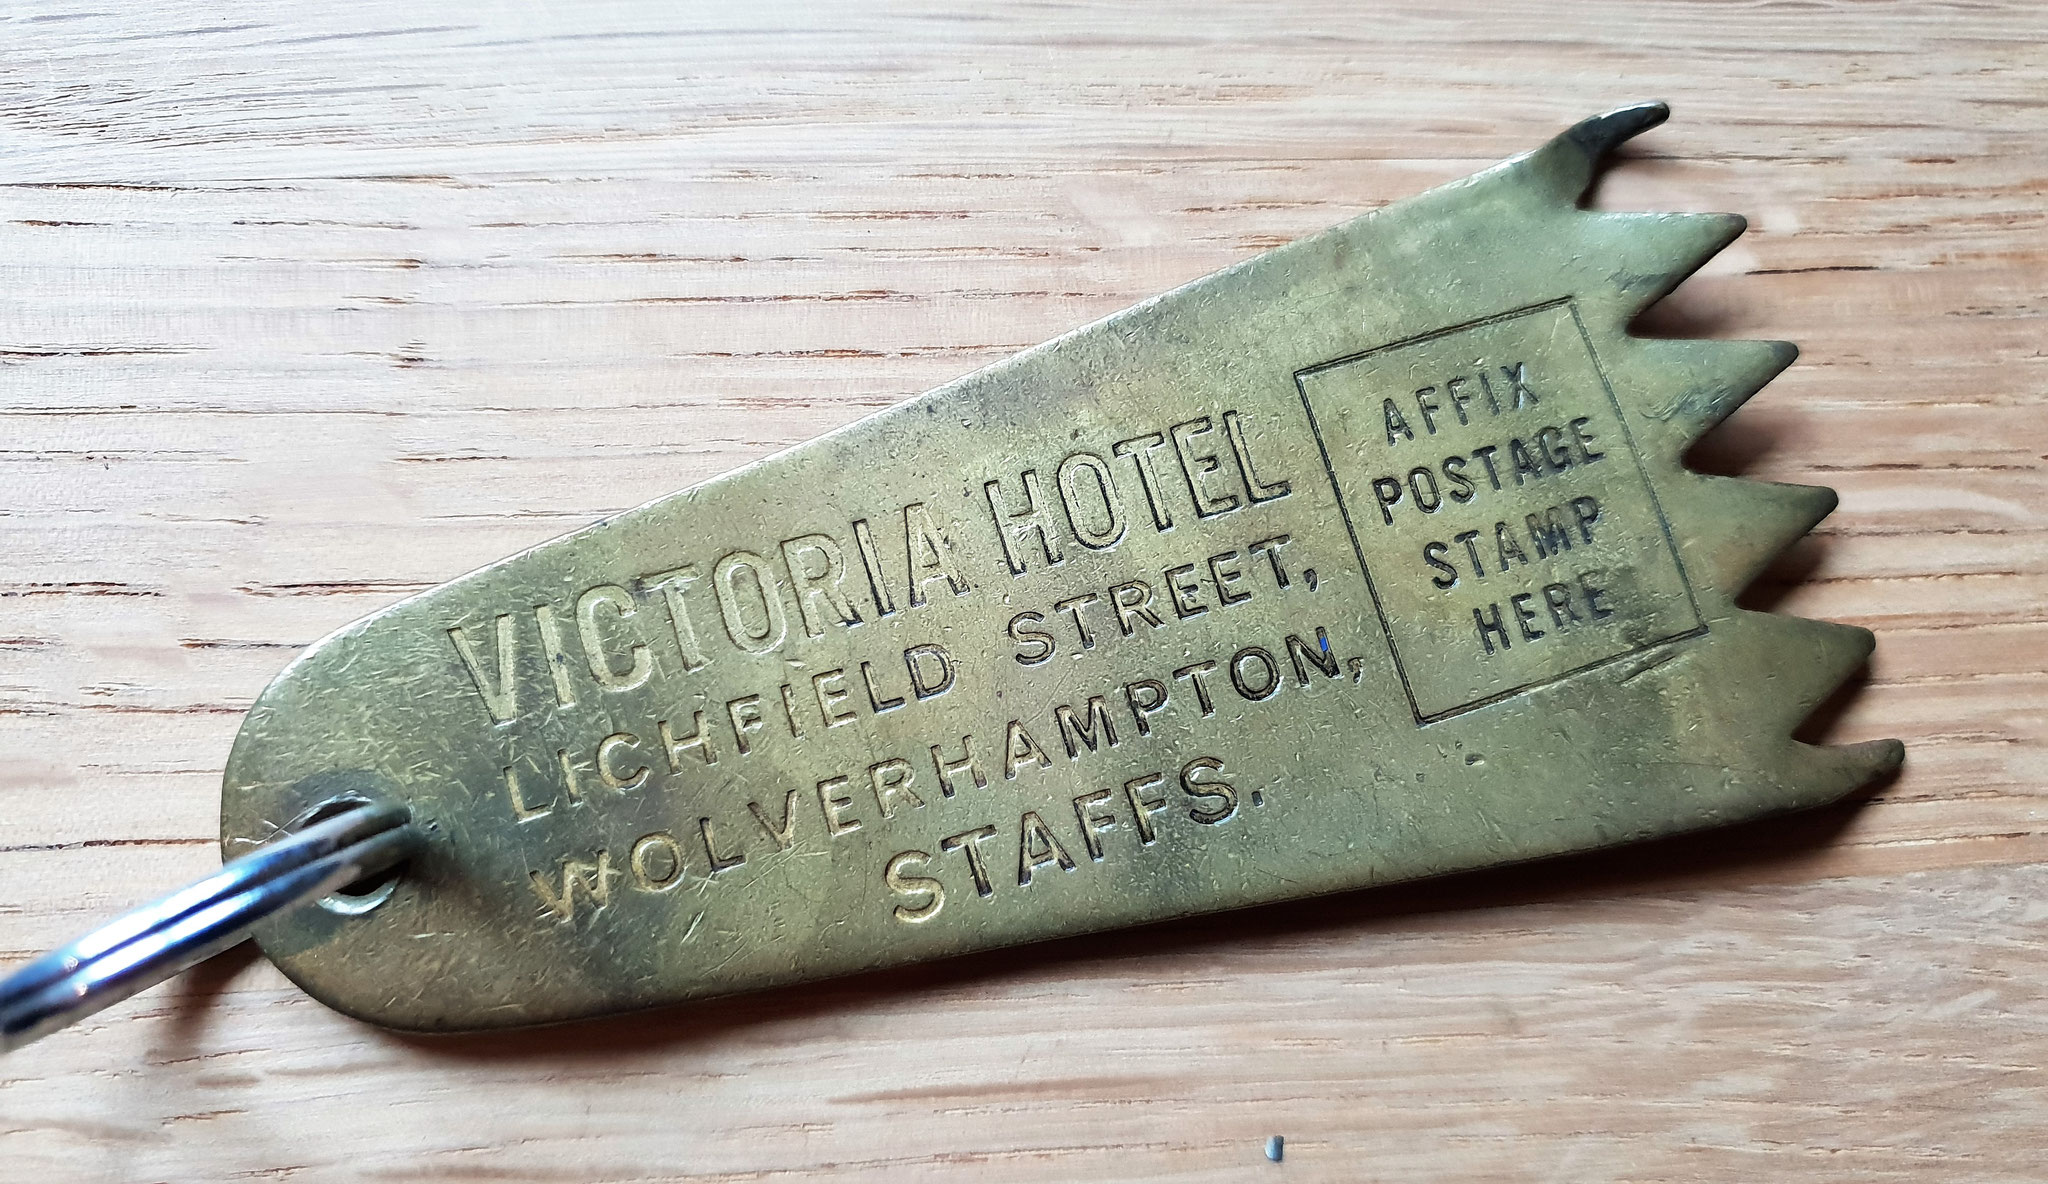 VICTORIA HOTEL
LICHFIELD STREET,
WOLVERHAMPTON,
STAFFS.
AFFIX
POSTAGE
STAMP
HERE